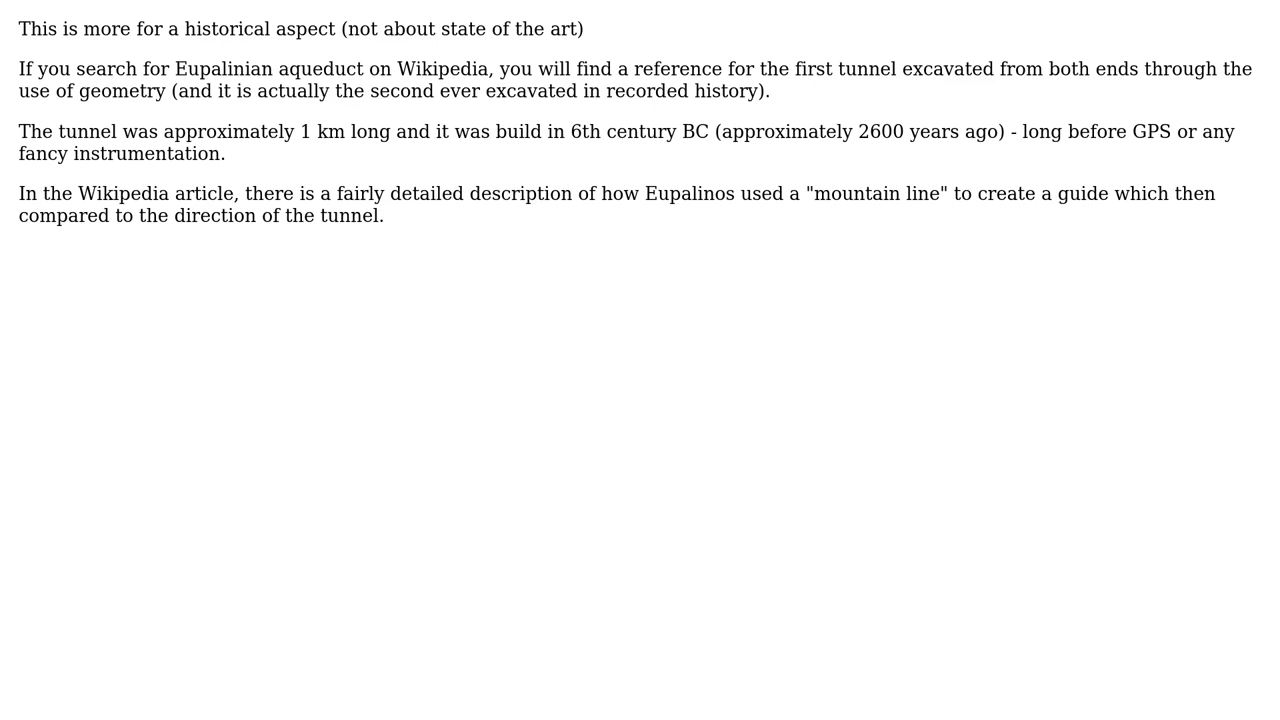 This is more for a historical aspect (not about state of the art)
If you search for Eupalinian aqueduct on Wikipedia, you will find a reference for the first tunnel excavated from both ends through the
use of geometry (and it is actually the second ever excavated in recorded history).
The tunnel was approximately 1 km long and it was build in 6th century BC (approximately 2600 years ago) - long before GPS or any
fancy instrumentation.
In the Wikipedia article, there is a fairly detailed description of how Eupalinos used a "mountain line" to create a guide which then
compared to the direction of the tunnel.